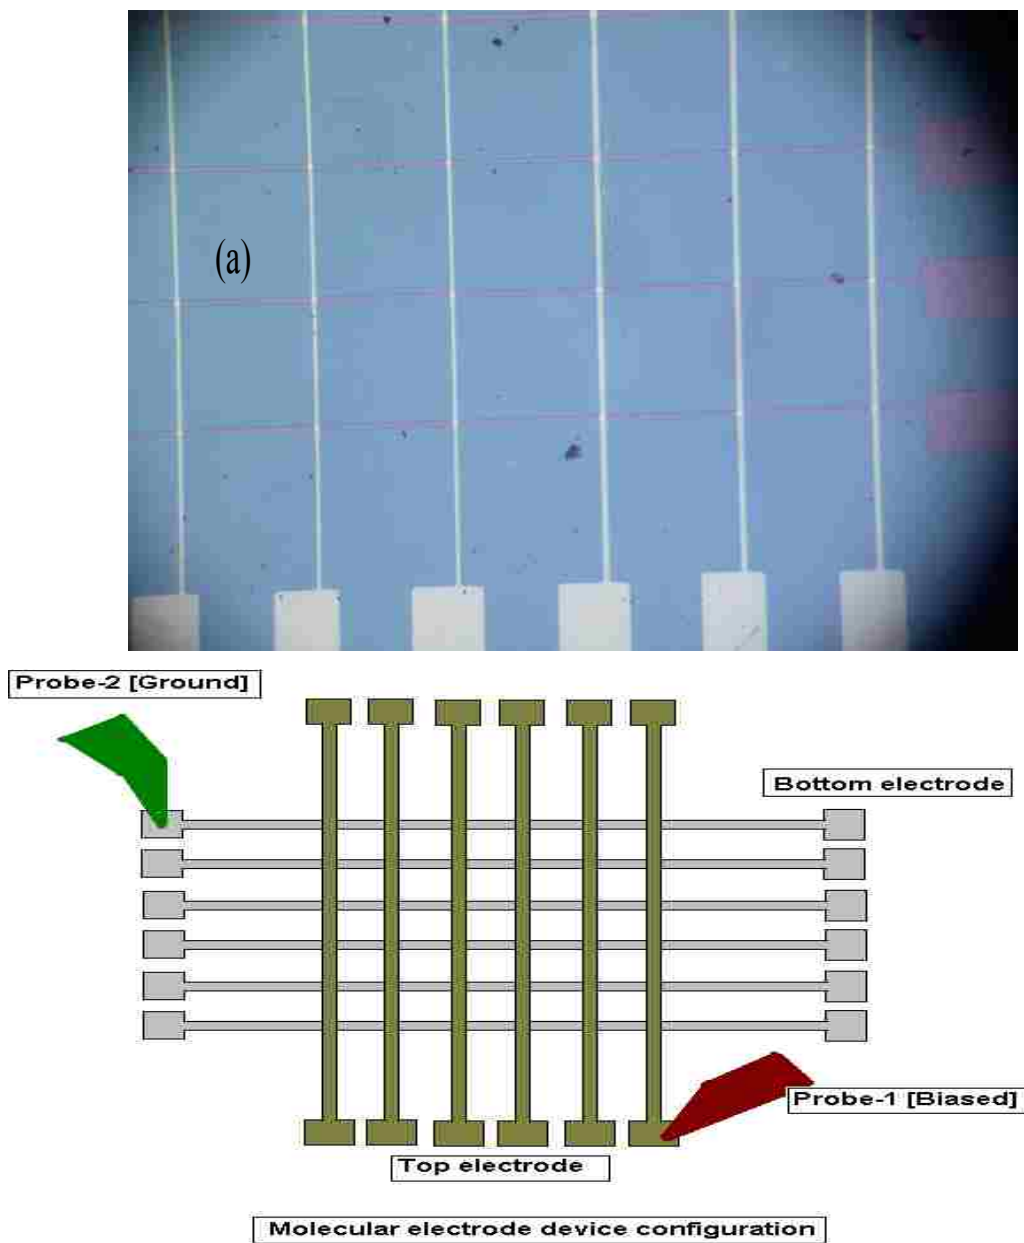 (a)
Probe-2 [Ground]
Bottom electrode
Probe-1 [Biased]
Top electrode
Molecular electrode device configuration